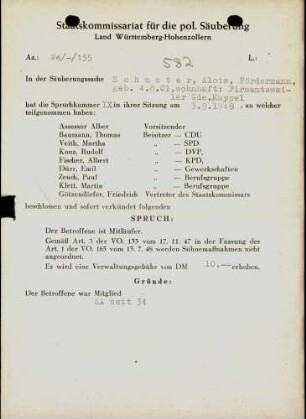 Staatskommissariat für die pol. Säuberung
Land Württemberg-Hohenzollern
Az.: We/-/135
582
L:
In der Säuberungssache S c h o s t e r, Alois, Fördermann,
geb. 4.8.01, wohnhaft: Pirmantswei-
ler Gde. Kappel
hat die Spruchkammer IX in ihrer Sitzung am 3.9.1948, an welcher
teilgenommen haben:
Assessor Alber Vorsitzender
Baumann, Thomas Beisitzer — CDU
Veith, Martha „ — SPD
Konz, Rudolf „ — DVP,
Fischer, Albert „ — KPD,
Dürr, Emil „ — Gewerkschaften
Zeuch, Paul „ — Berufsgruppe
Klett, Martin „ — Berufsgruppe
Götzendörfer, Friedrich Vertreter des Staatskommissars
beschlossen und sofort verkündet folgenden
SPRUCH:
Der Betroffene ist Mitläufer.
Gemäß Art. 3 der VO. 133 vom 17. 11. 47 in der Fassung des
Art. 1 der VO. 165 vom 13. 7. 48 werden Sühnemaßnahmen nicht
angeordnet.
Es wird eine Verwaltungsgebühr von DM 10,-- erhoben.
Gründe:
Der Betroffene war Mitglied
SA seit 34